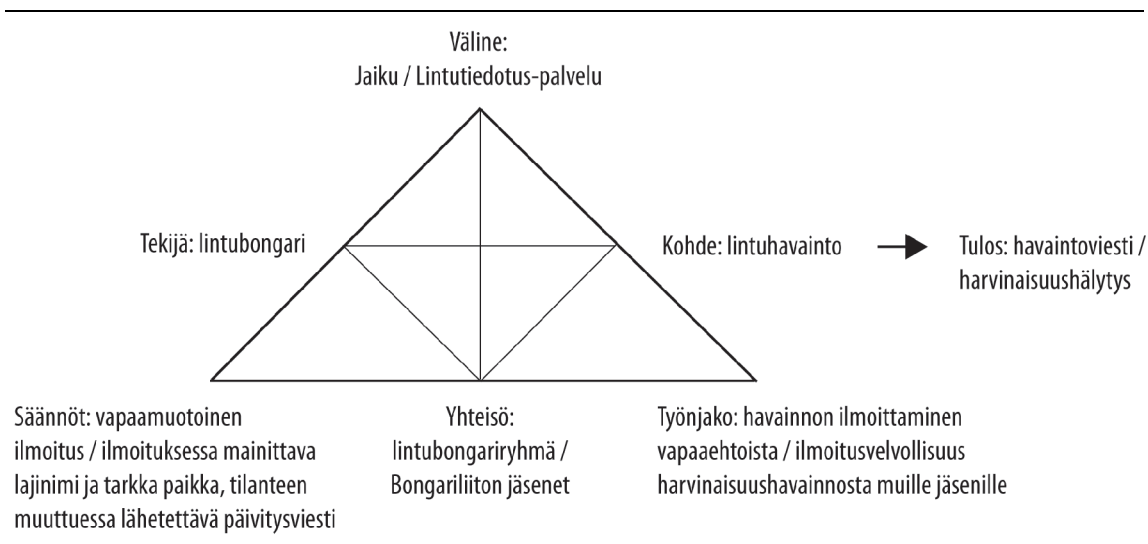 Väline:
Jaiku / Lintutiedotus-palvelu
Tekijä: lintubongari
Kohde: lintuhavainto
Tulos: havaintoviesti /
harvinaisuushälytys
Säännöt: vapaamuotoinen
ilmoitus / ilmoituksessa mainittava
lajinimi ja tarkka paikka, tilanteen
muuttuessa lähetettävä päivitysviesti
Yhteisö:
lintubongariryhmä /
Bongariliiton jäsenet
Työnjako: havainnon ilmoittaminen
vapaaehtoista / ilmoitusvelvollisuus
harvinaisuushavainnosta muille jäsenille